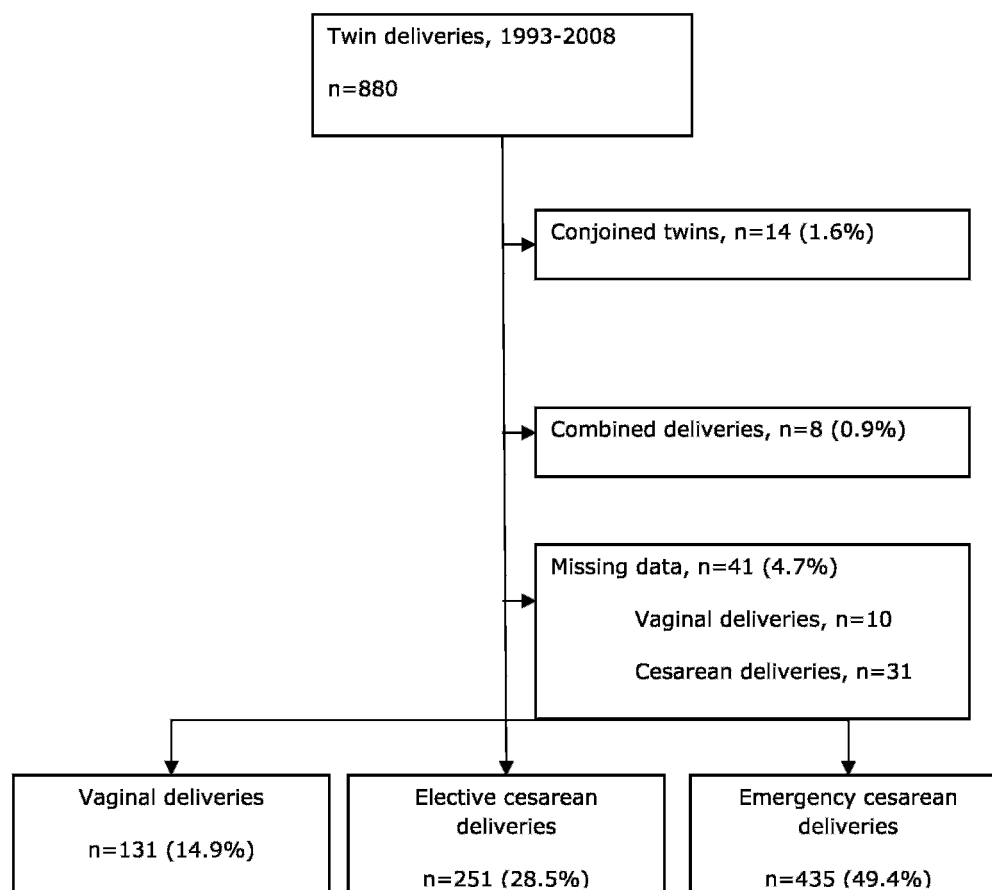 Twin deliveries, 1993-2008
n=880
Conjoined twins, n=14 (1.6%)
Combined deliveries, n=8 (0.9%)
Missing data, n=41 (4.7%)
Vaginal deliveries, n=10
Cesarean deliveries, n=31
Vaginal deliveries
n=131 (14.9%)
Elective cesarean
deliveries
n=251 (28.5%)
Emergency cesarean
deliveries
n=435 (49.4%)